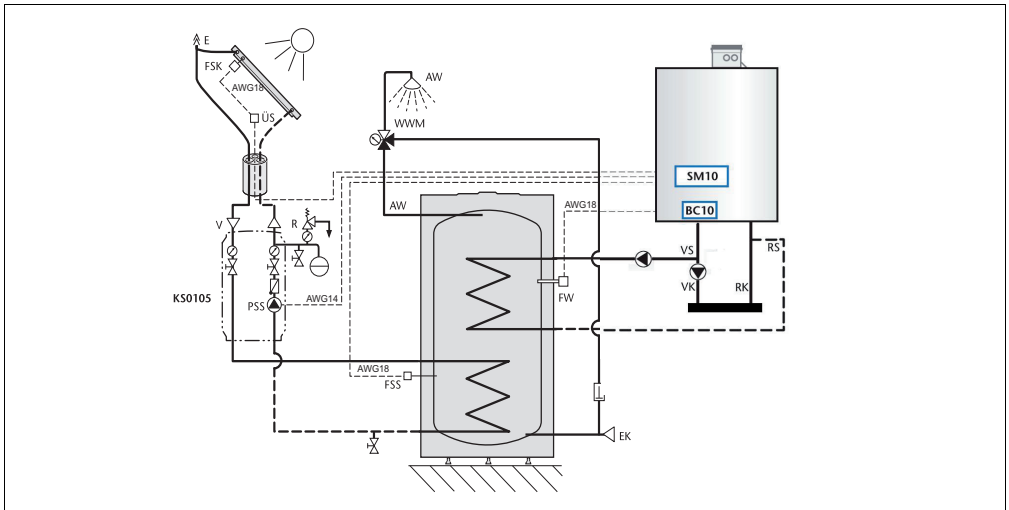 E
FSK
AWG18
ÜS
AW
WWM
SM10
BC10
AW
AWG18
V
R
VS
RS
KS0105
PSS
AWG14
FW
VK
RK
AWG18
FSS
EK